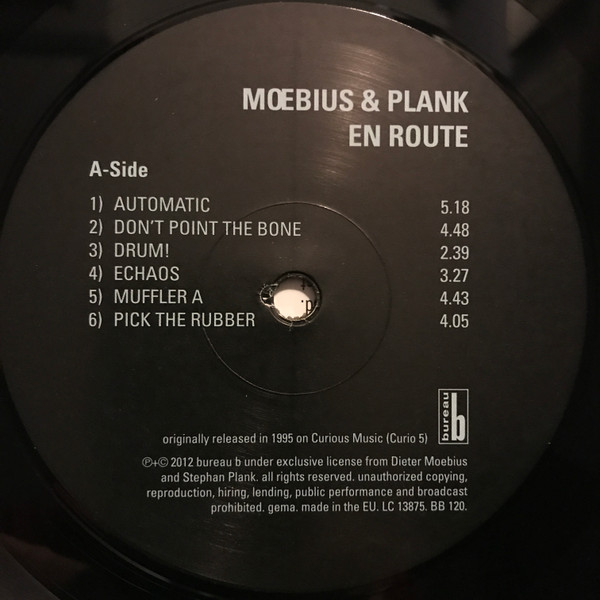 MŒBIUS & PLANK
EN ROUTE
A-Side
1) AUTOMATIC 5.18
2) DON'T POINT THE BONE 4.48
3) DRUM! 2.39
4) ECHAOS 3.27
5) MUFFLER A 4.43
6) PICK THE RUBBER 4.05
bureau b
originally released in 1995 on Curious Music (Curio 5)
℗+© 2012 bureau b under exclusive license from Dieter Moebius
and Stephan Plank. all rights reserved. unauthorized copying,
reproduction, hiring, lending, public performance and broadcast
prohibited. gema. made in the EU. LC 13875. BB 120.